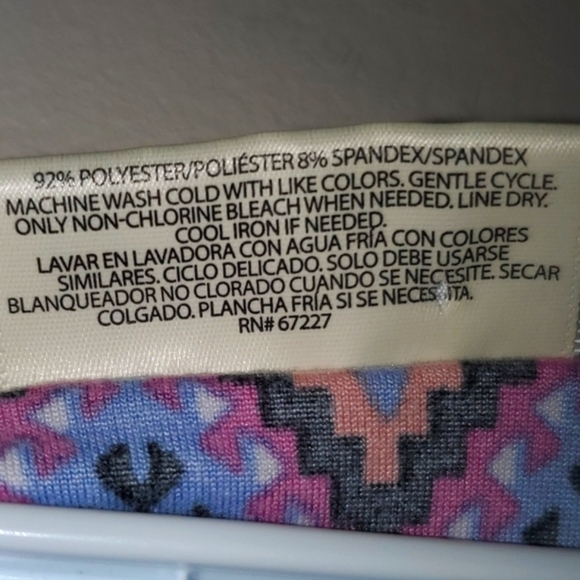 92% POLYESTER/POLIÉSTER 8% SPANDEX/SPANDEX
MACHINE WASH COLD WITH LIKE COLORS. GENTLE CYCLE.
ONLY NON-CHLORINE BLEACH WHEN NEEDED. LINE DRY.
COOL IRON IF NEEDED.
LAVAR EN LAVADORA CON AGUA FRÍA CON COLORES
SIMILARES. CICLO DELICADO. SOLO DEBE USARSE
BLANQUEADOR NO CLORADO CUANDO SE NECESITE. SECAR
COLGADO. PLANCHA FRÍA SI SE NECESITA.
RN# 67227